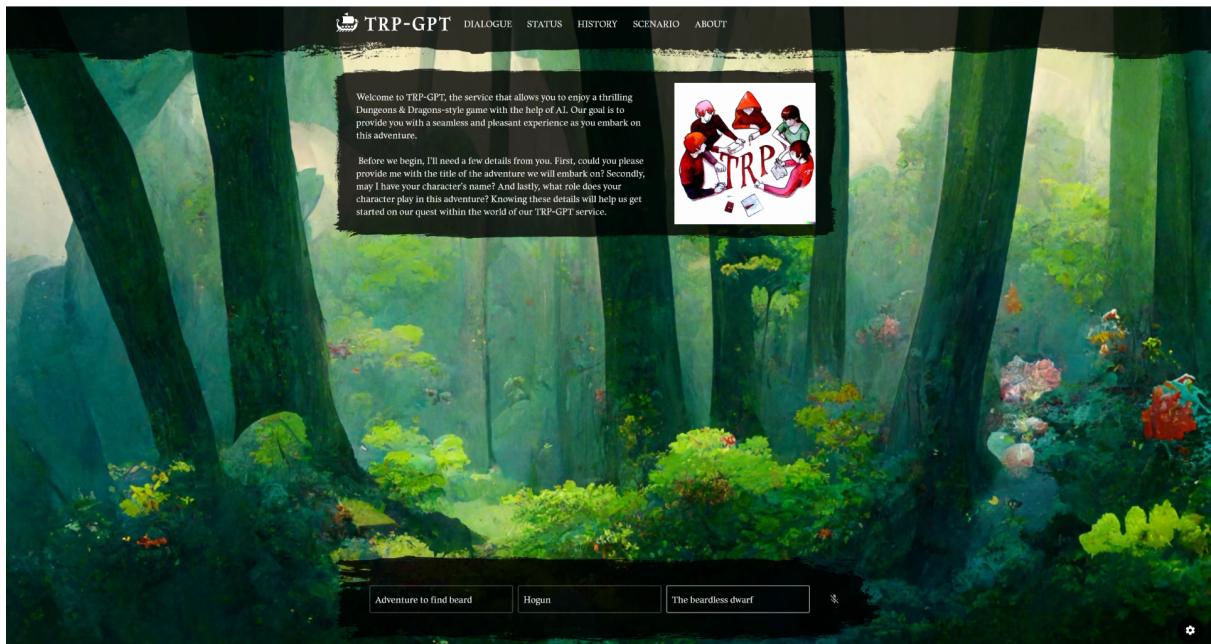 TRP-GPT DIALOGUE STATUS HISTORY SCENARIO ABOUT
Welcome to TRP-GPT, the service that allows you to enjoy a thrilling
Dungeons & Dragons-style game with the help of AI. Our goal is to
provide you with a seamless and pleasant experience as you embark on
this adventure.
Before we begin, I'll need a few details from you. First, could you please
provide me with the title of the adventure we will embark on? Secondly,
may I have your character's name? And lastly, what role does your
character play in this adventure? Knowing these details will help us get
started on our quest within the world of our TRP-GPT service.
TRP
Adventure to find beard
Hogun
The beardless dwarf